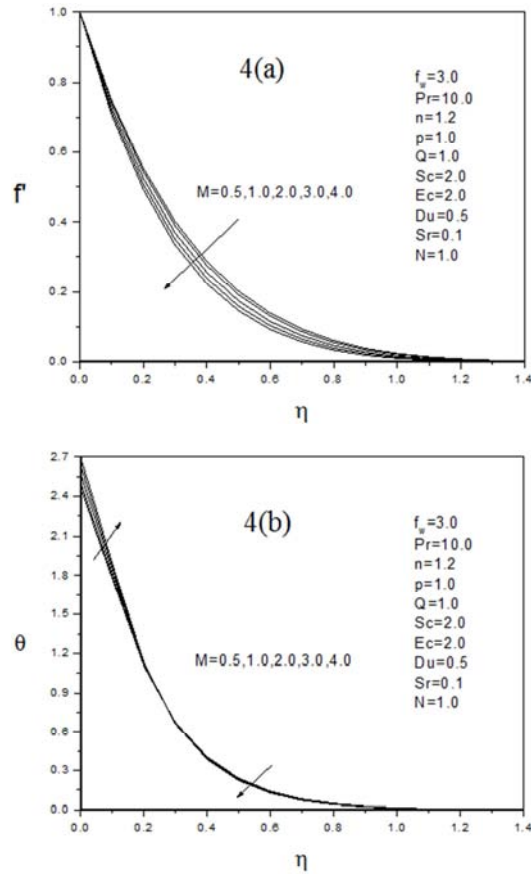 1.0
0.8
0.6
0.4
0.2
0.0
f'
4(a)
f_w=3.0
Pr=10.0
n=1.2
p=1.0
Q=1.0
Sc=2.0
Ec=2.0
Du=0.5
Sr=0.1
N=1.0
M=0.5,1.0,2.0,3.0,4.0
0.0 0.2 0.4 0.6 0.8 1.0 1.2 1.4
η
2.7
2.4
2.1
1.8
1.5
1.2
0.9
0.6
0.3
0.0
θ
4(b)
f_w=3.0
Pr=10.0
n=1.2
p=1.0
Q=1.0
Sc=2.0
Ec=2.0
Du=0.5
Sr=0.1
N=1.0
M=0.5,1.0,2.0,3.0,4.0
0.0 0.2 0.4 0.6 0.8 1.0 1.2 1.4
η